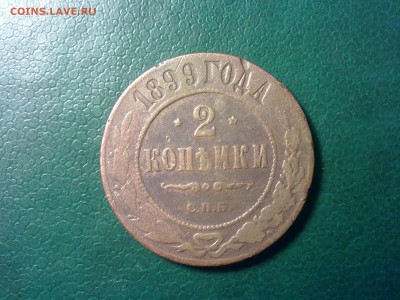 COINS.LAVE.RU
1899 ГОДА
2
КОПѢЙКИ
С.П.Б.